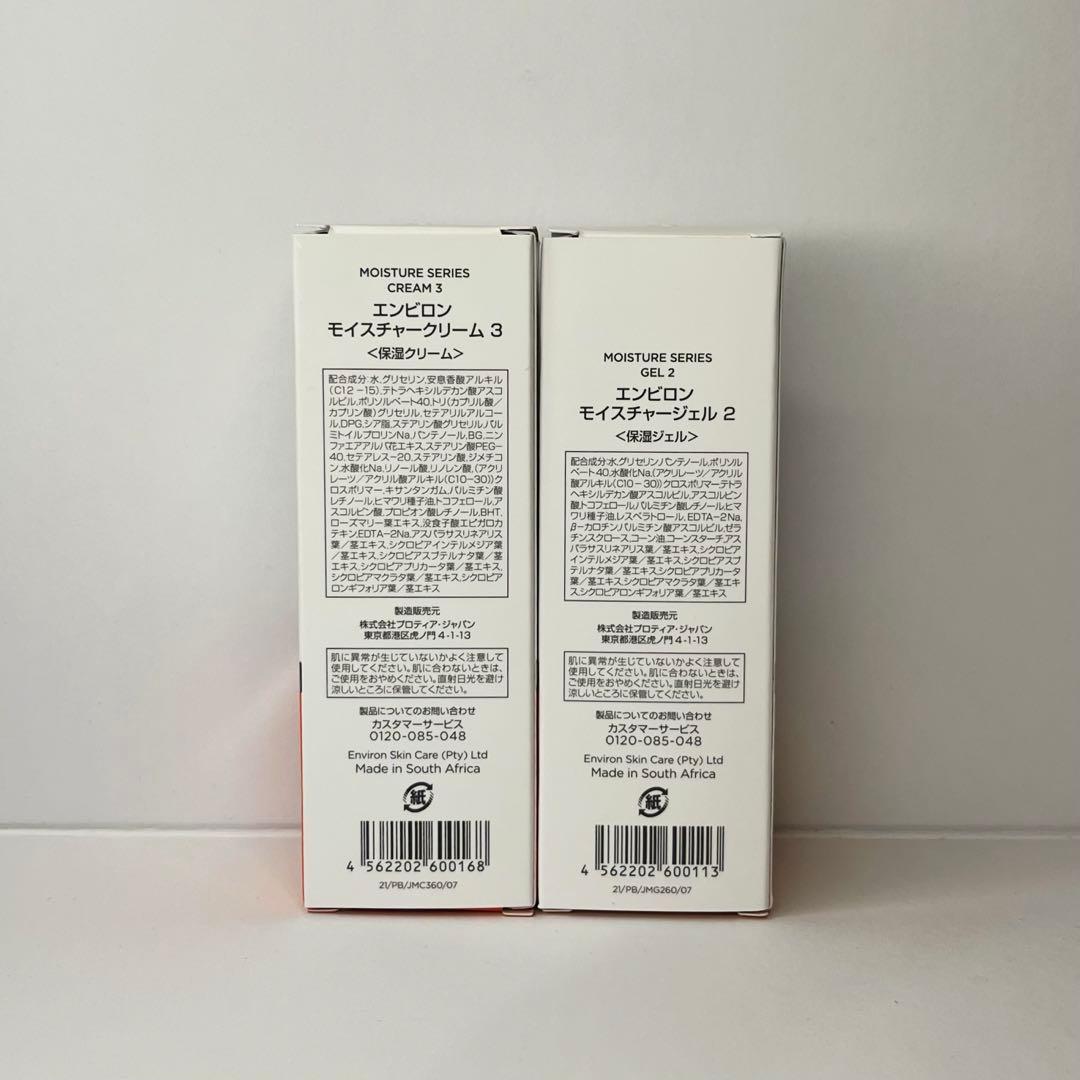 MOISTURE SERIES
CREAM 3
エンビロン
モイスチャークリーム 3
＜保湿クリーム＞
配合成分：水,グリセリン,安息香酸アルキル
(C12－15),テトラヘキシルデカン酸アスコ
ルビル,ポリソルベート40,トリ(カプリル酸／
カプリン酸)グリセリル,セテアリルアルコー
ル,DPG,シア脂,ステアリン酸グリセリル,パル
ミトイルプロリンNa,パンテノール,BG,ニン
ファエアアルバ花エキス,ステアリン酸PEG-
40,セテアレス-20,ステアリン酸,ジメチコ
ン,水酸化Na,リノール酸,リノレン酸,(アクリ
レーツ／アクリル酸アルキル(C10-30))ク
ロスポリマー,キサンタンガム,パルミチン酸
レチノール,ヒマワリ種子油,トコフェロール,ア
スコルビン酸,プロピオン酸レチノール,BHT,
ローズマリー葉エキス,没食子酸エピガロカ
テキン,EDTA-2Na,アスパラサスリネアリス
葉／茎エキス,シクロピアインテルメジア葉／
茎エキス,シクロピアスブテルナタ葉／茎
エキス,シクロピアプリカータ葉／茎エキス,
シクロピアマクラタ葉／茎エキス,シクロピア
ロンギフォリア葉／茎エキス
製造販売元
株式会社プロティア・ジャパン
東京都港区虎ノ門 4-1-13
肌に異常が生じていないかよく注意して
使用してください。肌に合わないときは、
ご使用をおやめください。直射日光を避け
涼しいところに保管してください。
製品についてのお問い合わせ
カスタマーサービス
0120-085-048
Environ Skin Care (Pty) Ltd
Made in South Africa
紙
4 562202 600168
21/PB/JMC360/07
MOISTURE SERIES
GEL 2
エンビロン
モイスチャージェル 2
＜保湿ジェル＞
配合成分：水,グリセリン,パンテノール,ポリソル
ベート40,水酸化Na,(アクリレーツ／アクリル
酸アルキル(C10－30))クロスポリマー,テトラ
ヘキシルデカン酸アスコルビル,アスコルビン
酸,トコフェロール,パルミチン酸レチノール,ヒマ
ワリ種子油,レスベラトロール,EDTA-2Na,
β-カロチン,パルミチン酸アスコルビル,ゼラ
チン,スクロース,コーン油,コーンスターチ,アス
パラサスリネアリス葉／茎エキス,シクロピア
インテルメジア葉／茎エキス,シクロピアスブ
テルナタ葉／茎エキス,シクロピアプリカータ葉
／茎エキス,シクロピアマクラタ葉／茎エキ
ス,シクロピアロンギフォリア葉／茎エキス
製造販売元
株式会社プロティア・ジャパン
東京都港区虎ノ門 4-1-13
肌に異常が生じていないかよく注意して
使用してください。肌に合わないときは、
ご使用をおやめください。直射日光を避け
涼しいところに保管してください。
製品についてのお問い合わせ
カスタマーサービス
0120-085-048
Environ Skin Care (Pty) Ltd
Made in South Africa
紙
4 562202 600113
21/PB/JMG260/07